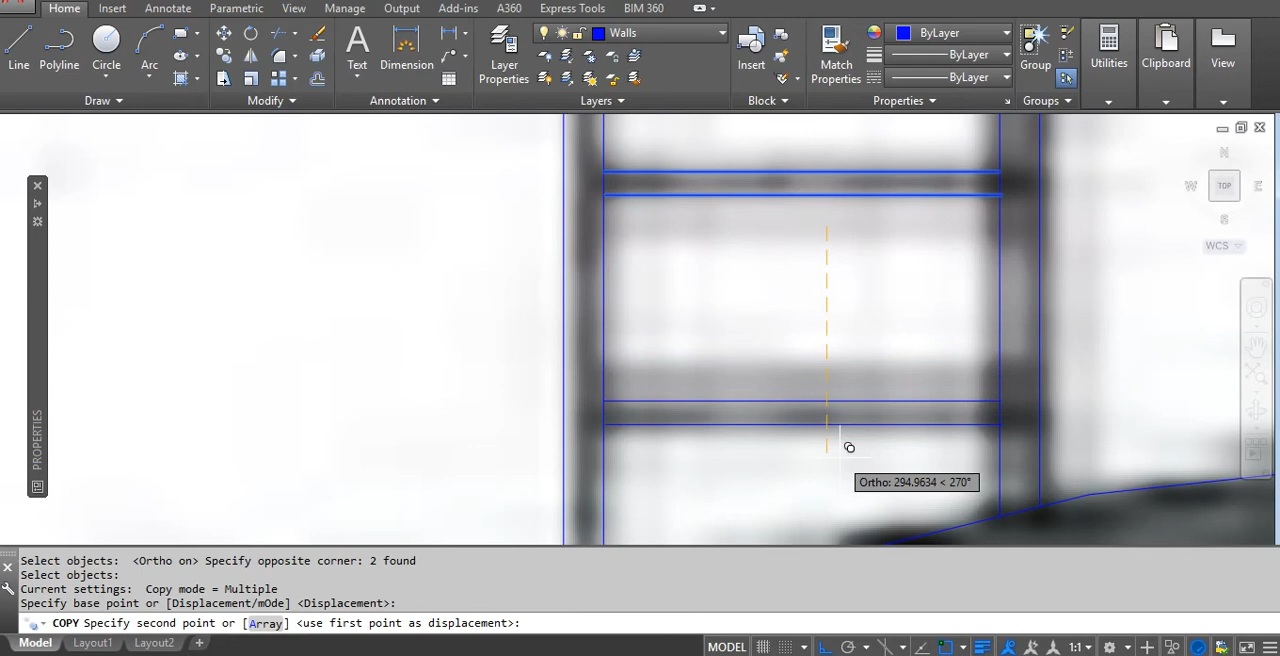 Home Insert Annotate Parametric View Manage Output Add-ins A360 Express Tools BIM 360
Walls
ByLayer
ByLayer
ByLayer
Line Polyline Circle Arc Text Dimension Layer Properties Insert Match Properties Group Utilities Clipboard View
Draw Modify Annotation Layers Block Properties Groups
N
W TOP E
S
WCS
PROPERTIES
Ortho: 294.9634 < 270°
Select objects: <Ortho on> Specify opposite corner: 2 found
Select objects:
Current settings: Copy mode = Multiple
Specify base point or [Displacement/mOde] <Displacement>:
COPY Specify second point or [Array] <use first point as displacement>:
Model Layout1 Layout2 +
MODEL 1:1